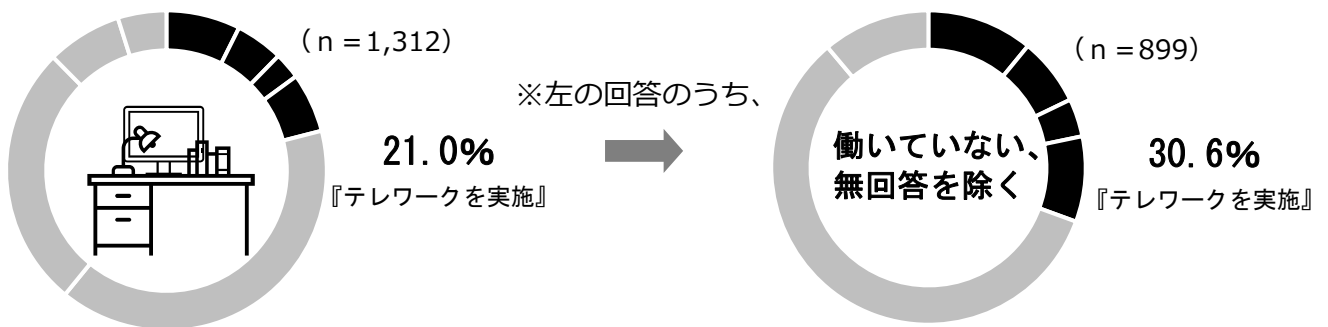 （ｎ＝1,312）
21.0%
『テレワークを実施』
※左の回答のうち、
働いていない、
無回答を除く
（ｎ＝899）
30.6%
『テレワークを実施』